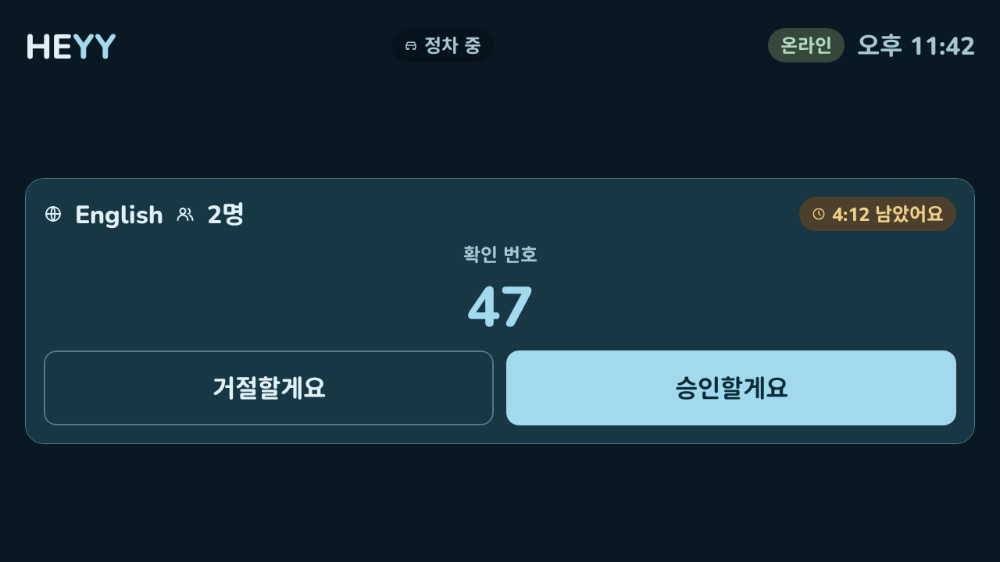 HEYY
정차 중
온라인
오후 11:42
English
2명
4:12 남았어요
확인 번호
47
거절할게요
승인할게요